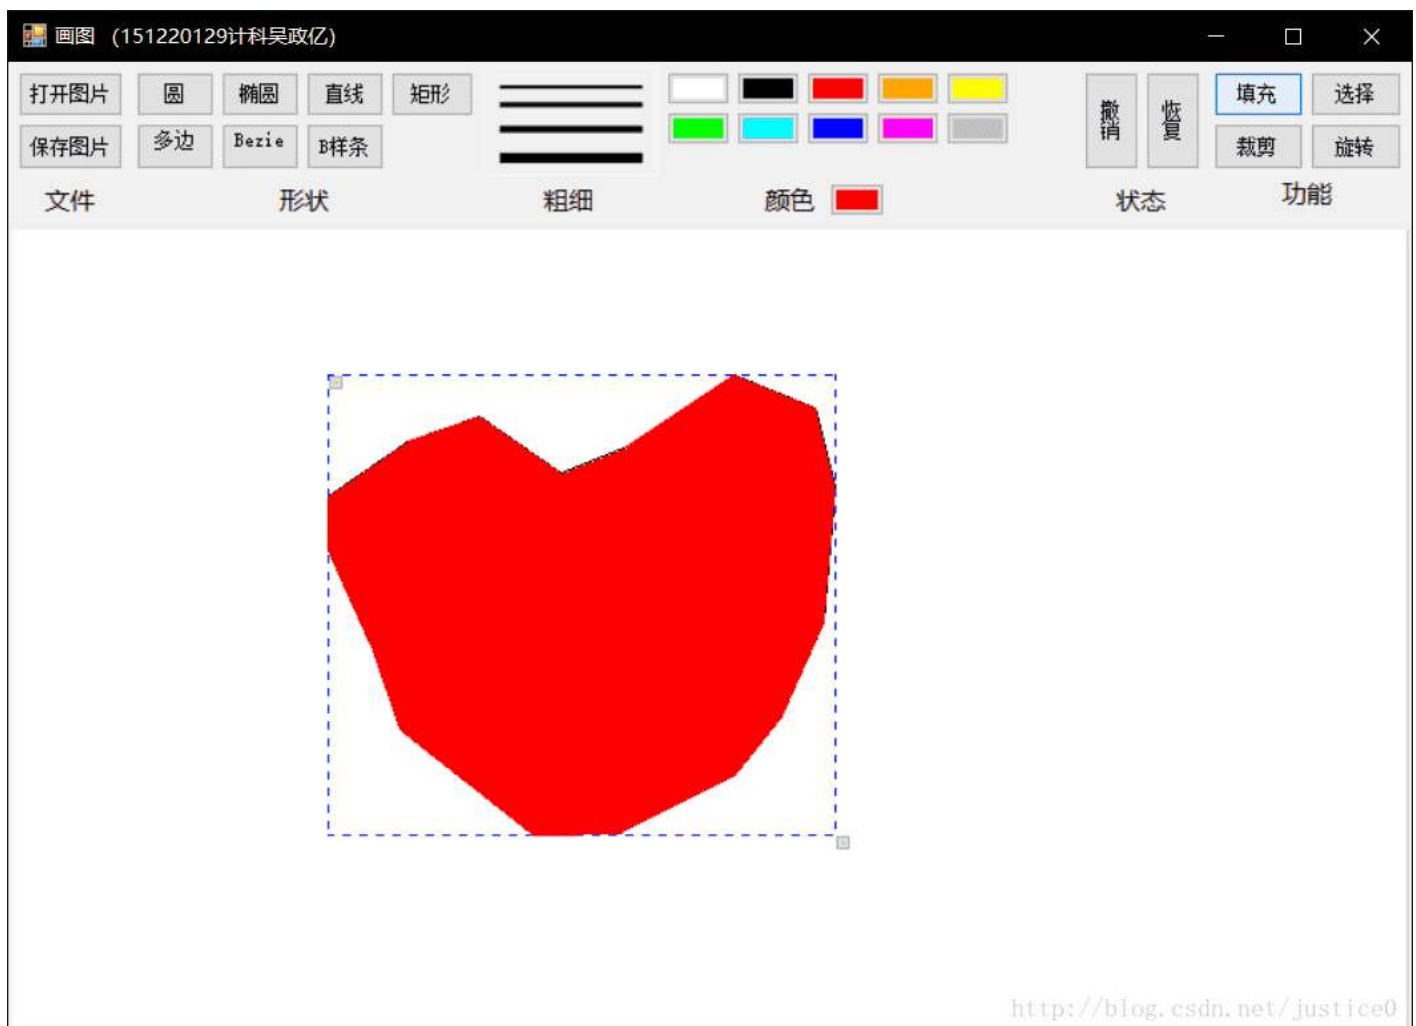 画图 (151220129计科吴政亿)
打开图片 圆 椭圆 直线 矩形 撤销 恢复 填充 选择
保存图片 多边 Bezie B样条 裁剪 旋转
文件 形状 粗细 颜色 状态 功能
http://blog.csdn.net/justice0